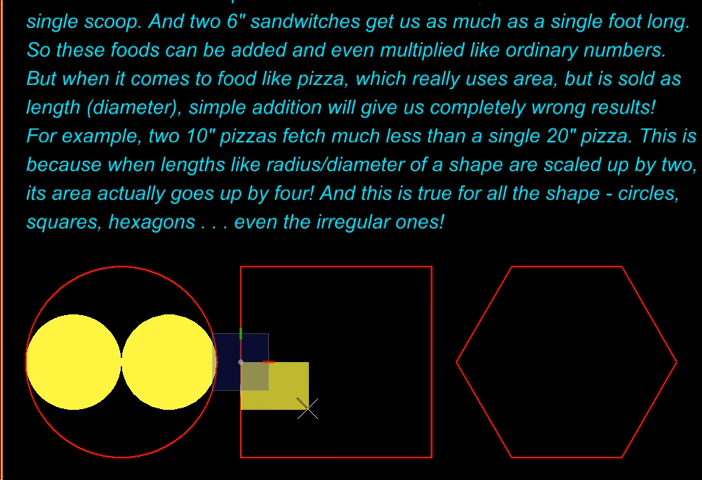 single scoop. And two 6" sandwitches get us as much as a single foot long.
So these foods can be added and even multiplied like ordinary numbers.
But when it comes to food like pizza, which really uses area, but is sold as
length (diameter), simple addition will give us completely wrong results!
For example, two 10" pizzas fetch much less than a single 20" pizza. This is
because when lengths like radius/diameter of a shape are scaled up by two,
its area actually goes up by four! And this is true for all the shape - circles,
squares, hexagons . . . even the irregular ones!